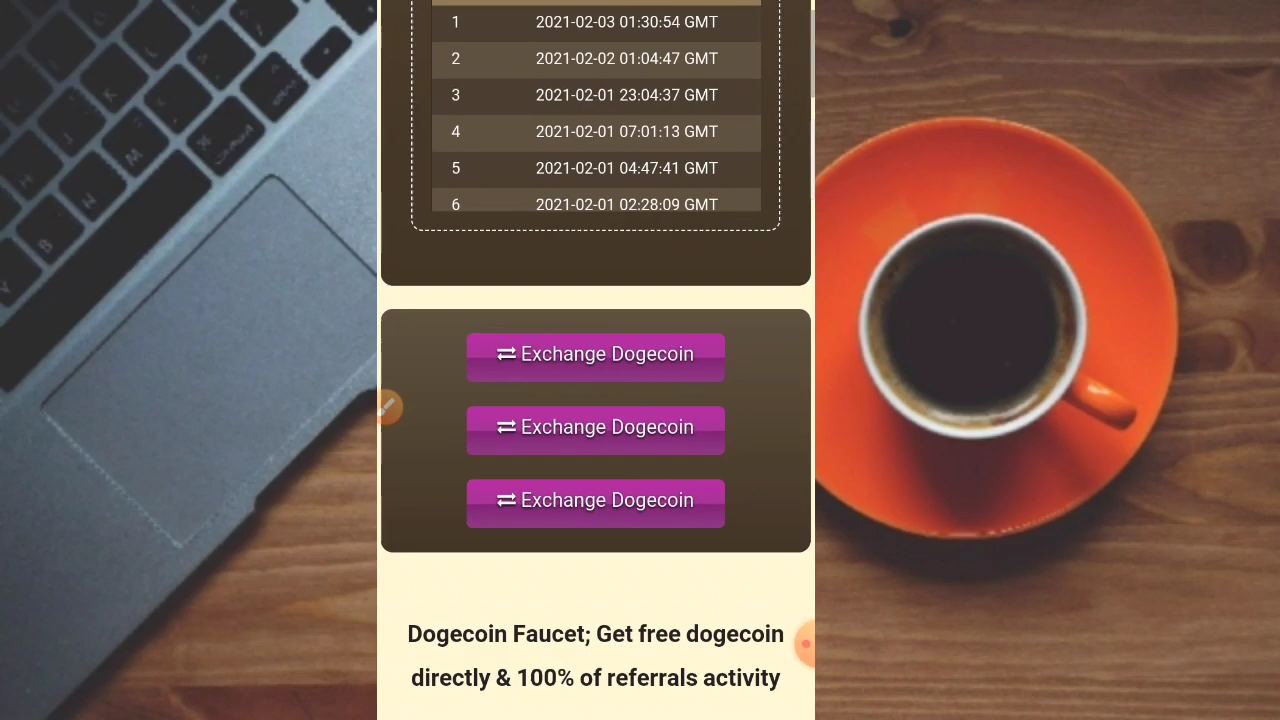 1 2021-02-03 01:30:54 GMT
2 2021-02-02 01:04:47 GMT
3 2021-02-01 23:04:37 GMT
4 2021-02-01 07:01:13 GMT
5 2021-02-01 04:47:41 GMT
6 2021-02-01 02:28:09 GMT
Exchange Dogecoin
Exchange Dogecoin
Exchange Dogecoin
Dogecoin Faucet; Get free dogecoin
directly & 100% of referrals activity